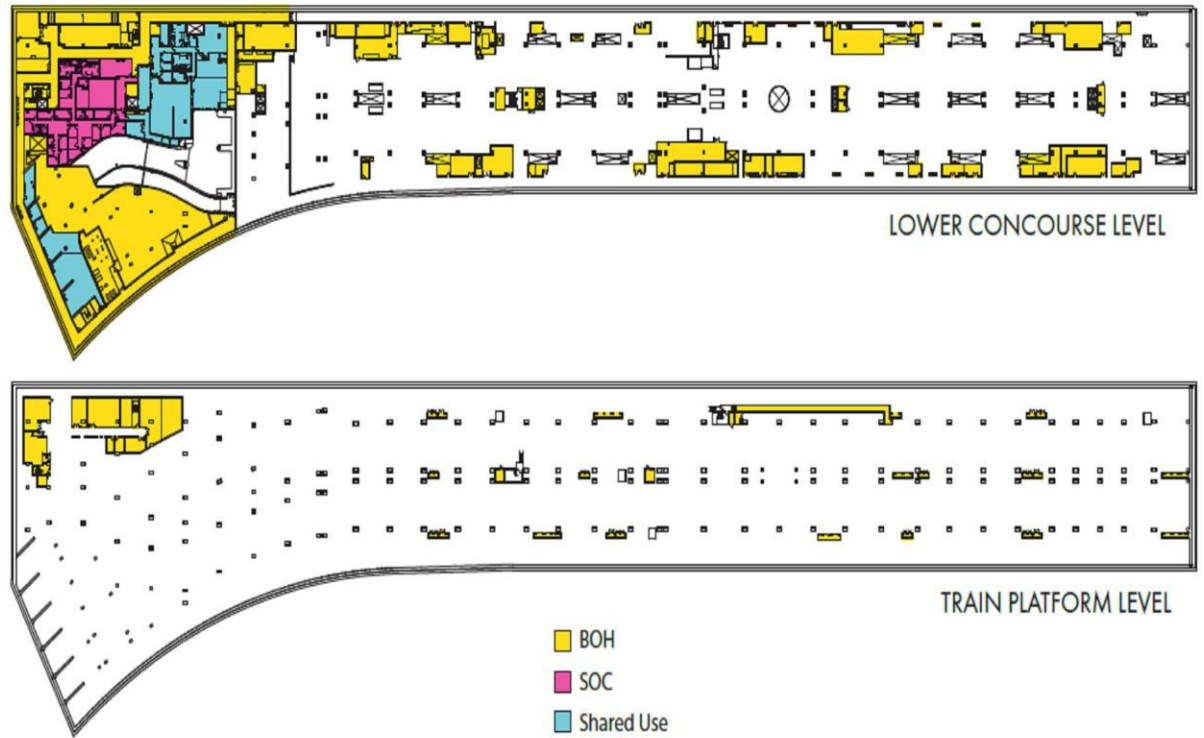 LOWER CONCOURSE LEVEL
TRAIN PLATFORM LEVEL
BOH
SOC
Shared Use